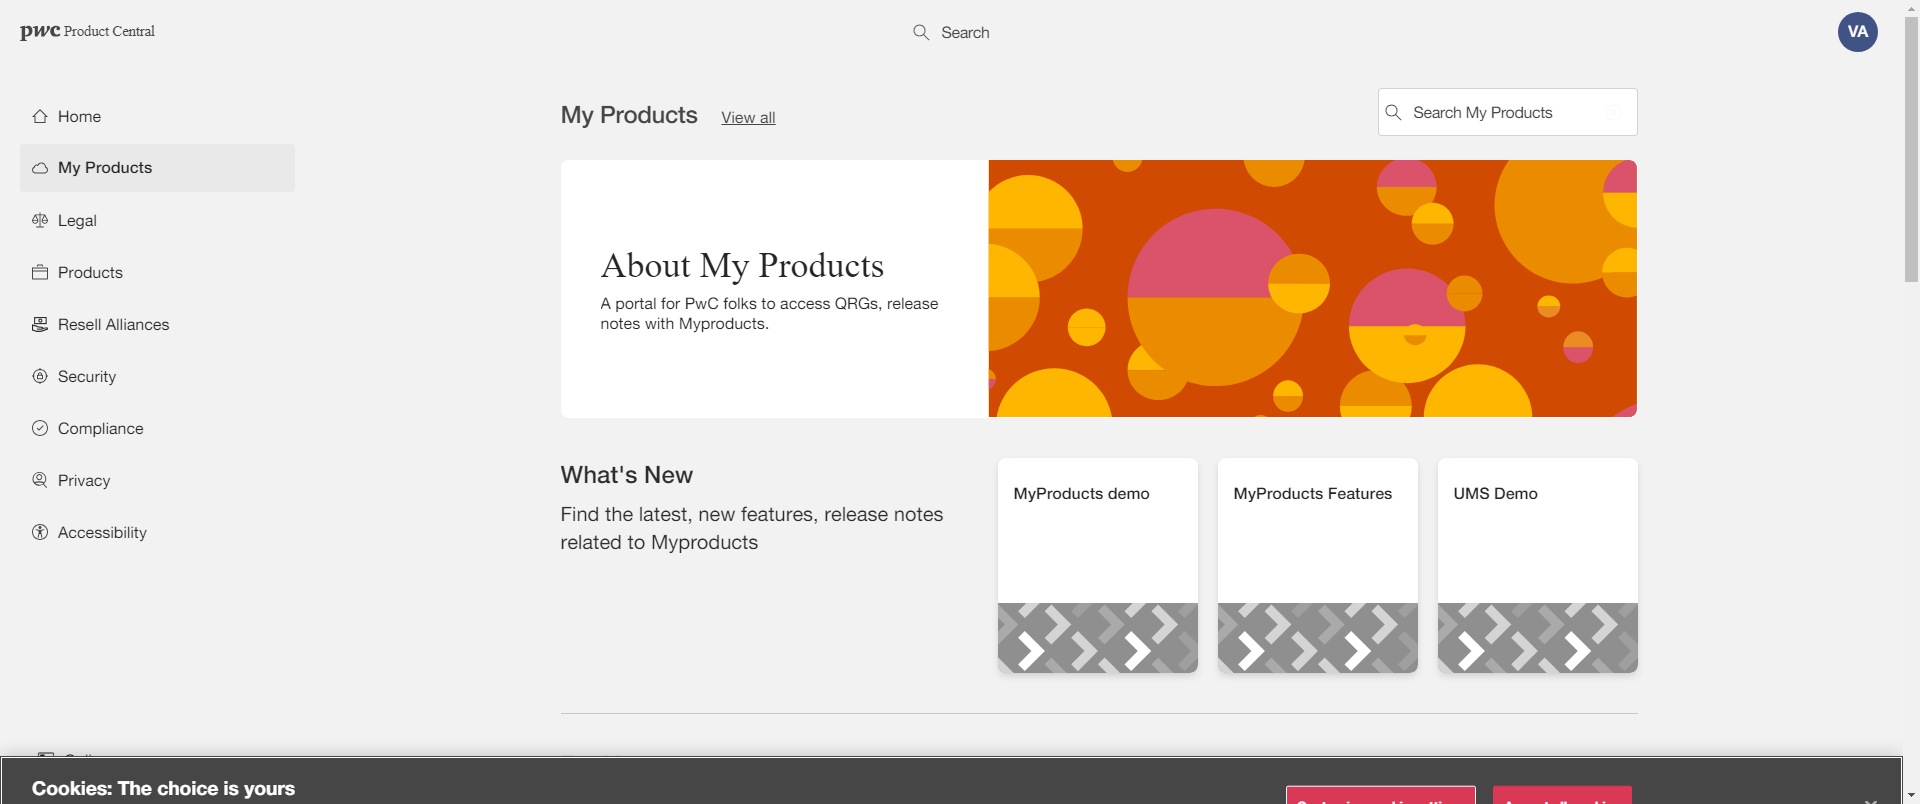 pwc Product Central
Search
VA
Home
My Products
Legal
Products
Resell Alliances
Security
Compliance
Privacy
Accessibility
My Products View all
Search My Products
About My Products
A portal for PwC folks to access QRGs, release
notes with Myproducts.
What's New
Find the latest, new features, release notes
related to Myproducts
MyProducts demo
MyProducts Features
UMS Demo
Cookies: The choice is yours